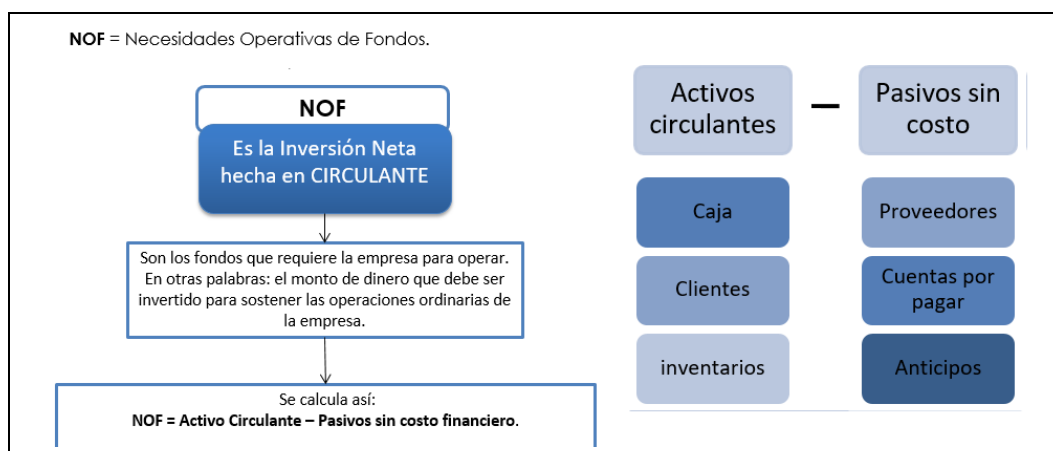 NOF = Necesidades Operativas de Fondos.
NOF
Es la Inversión Neta
hecha en CIRCULANTE
Son los fondos que requiere la empresa para operar.
En otras palabras: el monto de dinero que debe ser
invertido para sostener las operaciones ordinarias de
la empresa.
Se calcula así:
NOF = Activo Circulante – Pasivos sin costo financiero.
Activos
circulantes
–
Pasivos sin
costo
Caja
Proveedores
Clientes
Cuentas por
pagar
inventarios
Anticipos